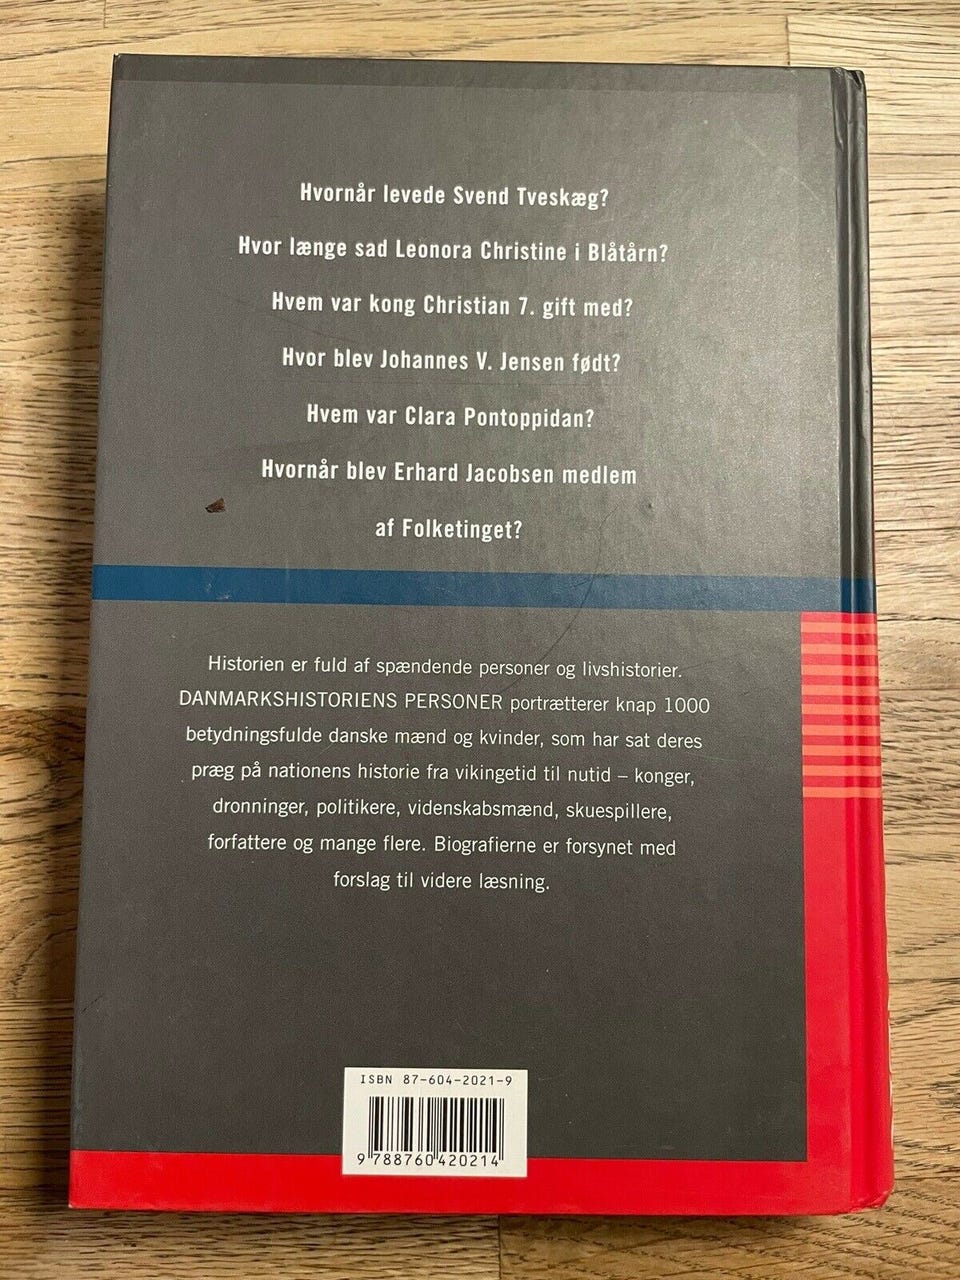 Hvornår levede Svend Tveskæg?
Hvor længe sad Leonora Christine i Blåtårn?
Hvem var kong Christian 7. gift med?
Hvor blev Johannes V. Jensen født?
Hvem var Clara Pontoppidan?
Hvornår blev Erhard Jacobsen medlem
af Folketinget?
Historien er fuld af spændende personer og livshistorier.
DANMARKSHISTORIENS PERSONER portrætterer knap 1000
betydningsfulde danske mænd og kvinder, som har sat deres
præg på nationens historie fra vikingetid til nutid – konger,
dronninger, politikere, videnskabsmænd, skuespillere,
forfattere og mange flere. Biografierne er forsynet med
forslag til videre læsning.
ISBN 87-604-2021-9
9 788760 420214